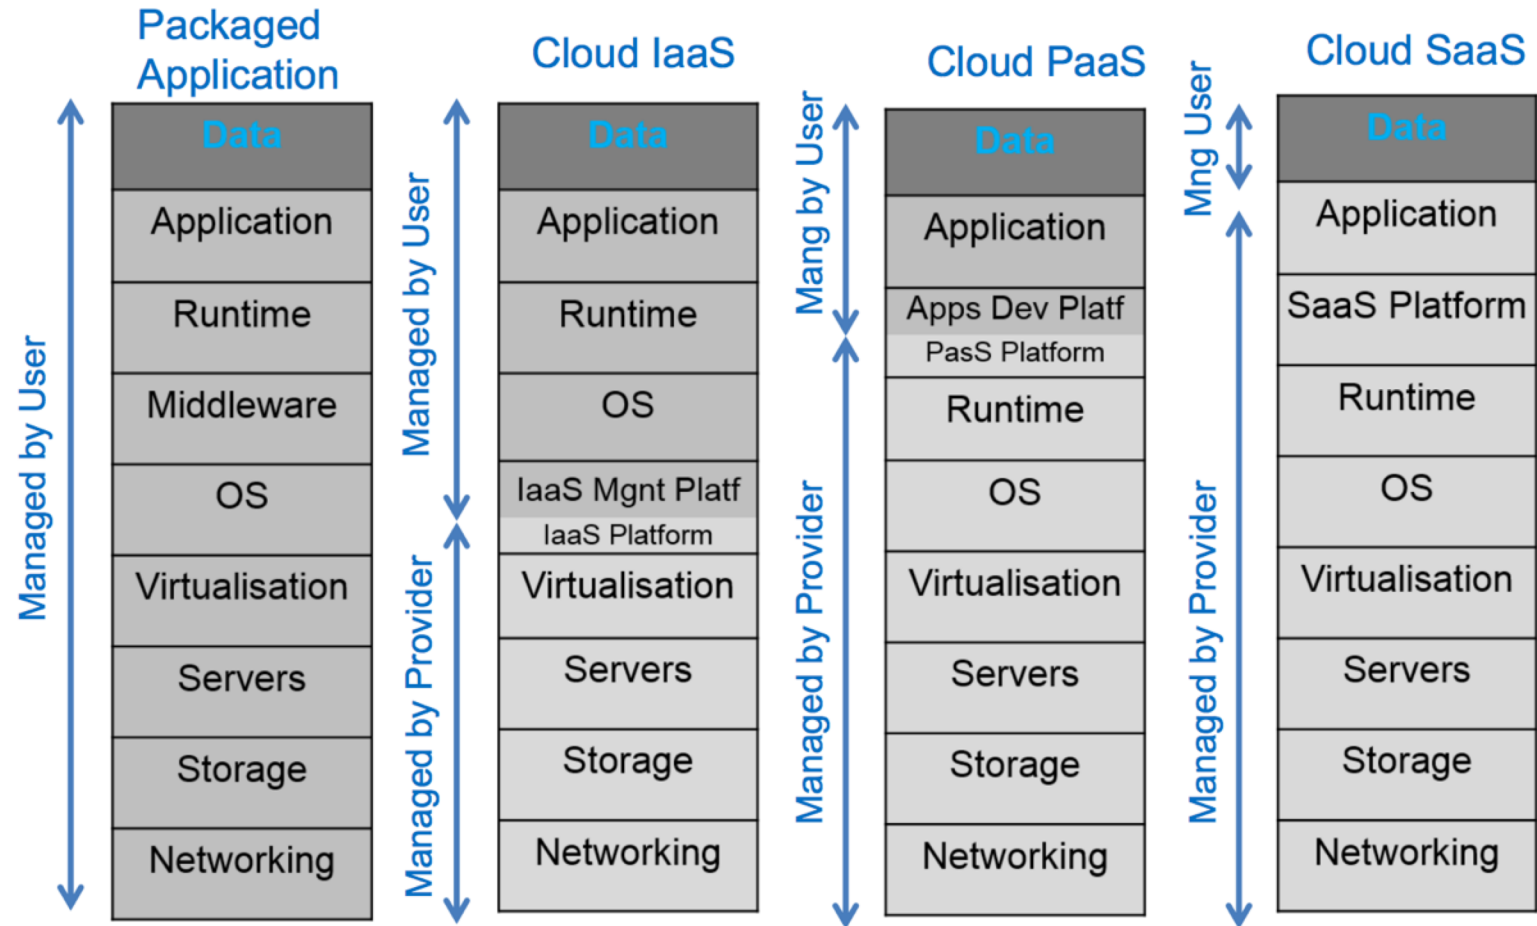 Packaged
Application
Managed by User
Data
Application
Runtime
Middleware
OS
Virtualisation
Servers
Storage
Networking
Cloud IaaS
Managed by User
Managed by Provider
Data
Application
Runtime
OS
IaaS Mgnt Platf
IaaS Platform
Virtualisation
Servers
Storage
Networking
Cloud PaaS
Mang by User
Managed by Provider
Data
Application
Apps Dev Platf
PasS Platform
Runtime
OS
Virtualisation
Servers
Storage
Networking
Cloud SaaS
Mng User
Managed by Provider
Data
Application
SaaS Platform
Runtime
OS
Virtualisation
Servers
Storage
Networking